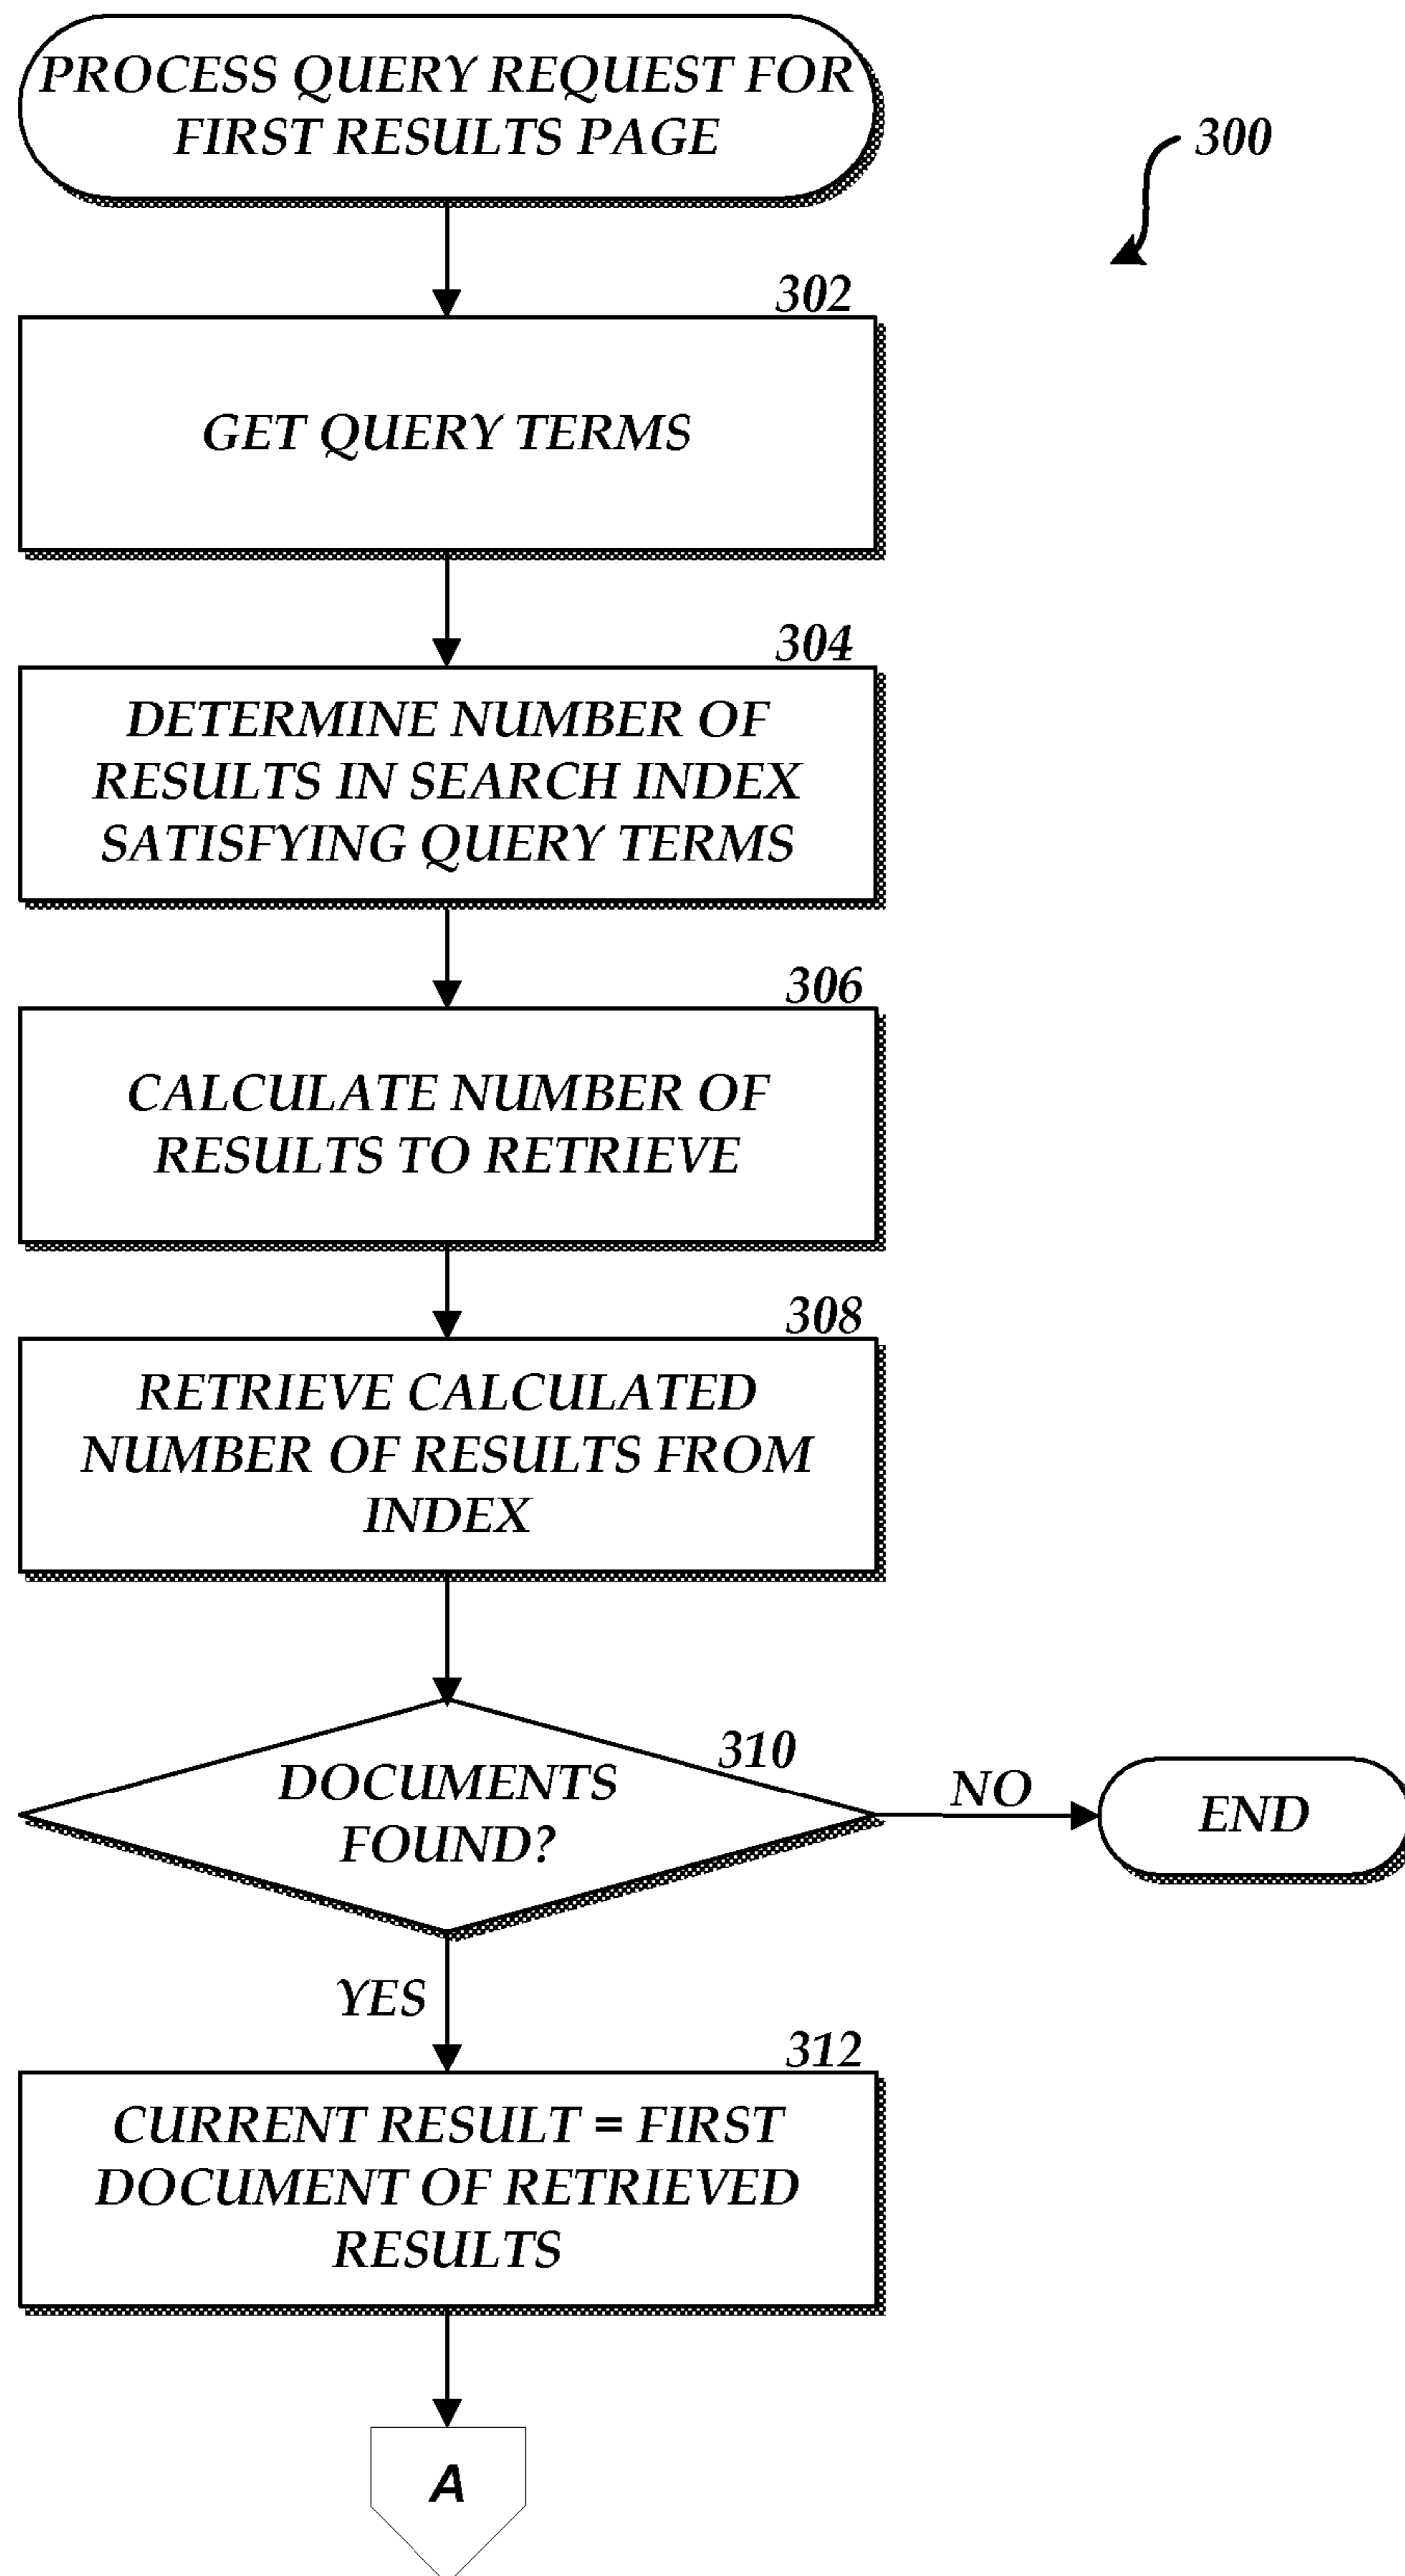 PROCESS QUERY REQUEST FOR
FIRST RESULTS PAGE
300
302
GET QUERY TERMS
304
DETERMINE NUMBER OF
RESULTS IN SEARCH INDEX
SATISFYING QUERY TERMS
306
CALCULATE NUMBER OF
RESULTS TO RETRIEVE
308
RETRIEVE CALCULATED
NUMBER OF RESULTS FROM
INDEX
310
DOCUMENTS
FOUND?
NO
END
YES
312
CURRENT RESULT = FIRST
DOCUMENT OF RETRIEVED
RESULTS
A